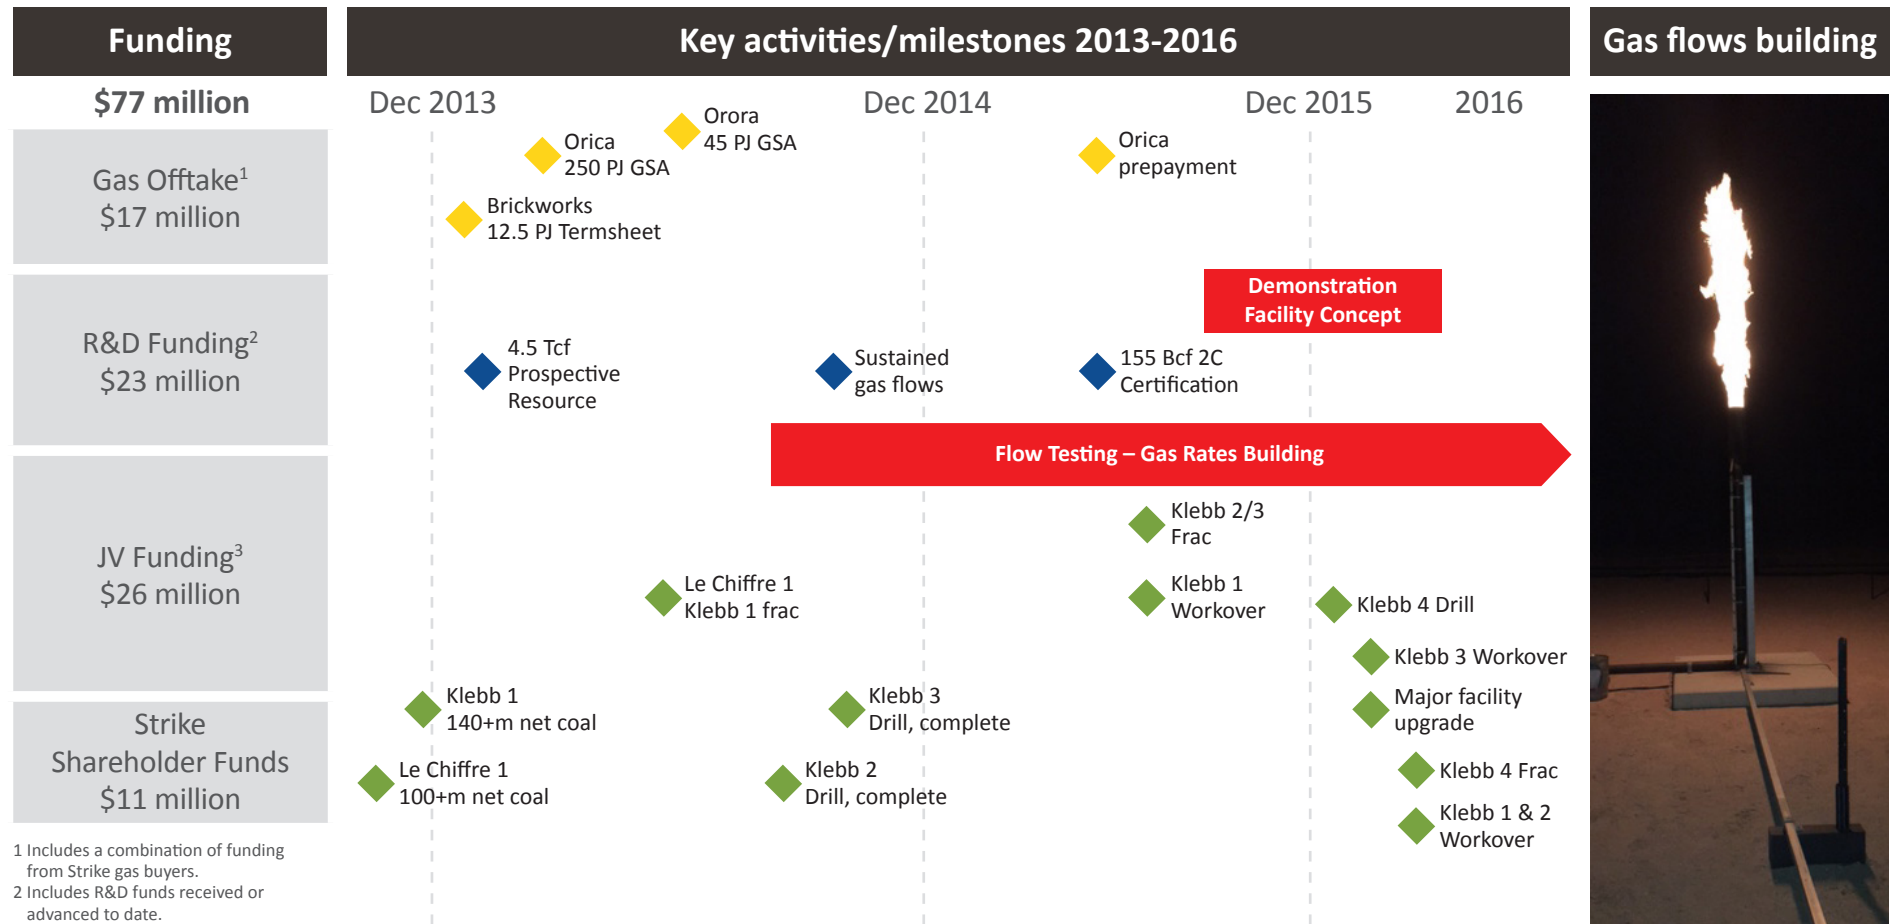 Funding
Key activities/milestones 2013-2016
Gas flows building
$77 million
Gas Offtake1
$17 million
R&D Funding2
$23 million
JV Funding3
$26 million
Strike
Shareholder Funds
$11 million
1 Includes a combination of funding
from Strike gas buyers.
2 Includes R&D funds received or
advanced to date.
Dec 2013
Dec 2014
Dec 2015
2016
Orica
250 PJ GSA
Orora
45 PJ GSA
Orica
prepayment
Brickworks
12.5 PJ Termsheet
Demonstration
Facility Concept
4.5 Tcf
Prospective
Resource
Sustained
gas flows
155 Bcf 2C
Certification
Flow Testing – Gas Rates Building
Klebb 2/3
Frac
Le Chiffre 1
Klebb 1 frac
Klebb 1
Workover
Klebb 4 Drill
Klebb 3 Workover
Klebb 1
140+m net coal
Klebb 3
Drill, complete
Major facility
upgrade
Le Chiffre 1
100+m net coal
Klebb 2
Drill, complete
Klebb 4 Frac
Klebb 1 & 2
Workover